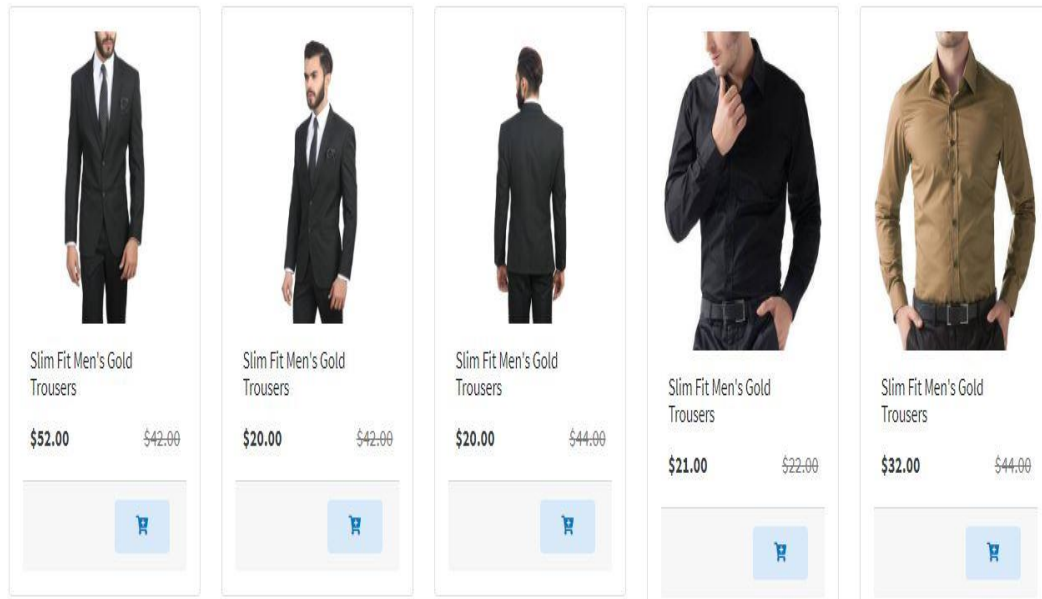 Slim Fit Men's Gold
Trousers
$52.00 $42.00
Slim Fit Men's Gold
Trousers
$20.00 $42.00
Slim Fit Men's Gold
Trousers
$20.00 $44.00
Slim Fit Men's Gold
Trousers
$21.00 $22.00
Slim Fit Men's Gold
Trousers
$32.00 $44.00